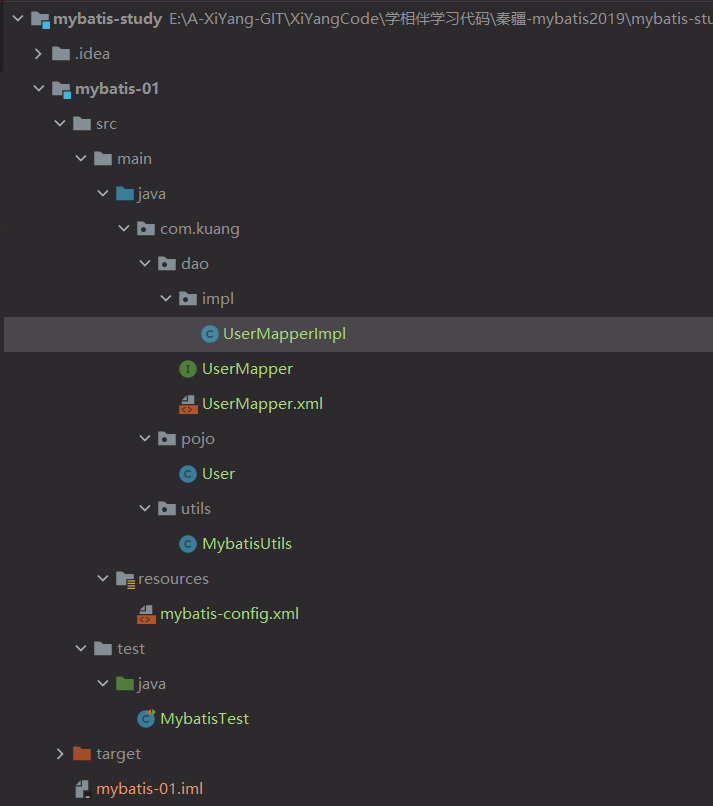 mybatis-study E:\A-XiYang-GIT\XiYangCode\学相伴学习代码\秦疆-mybatis2019\mybatis-stu
.idea
mybatis-01
src
main
java
com.kuang
dao
impl
UserMapperImpl
UserMapper
UserMapper.xml
pojo
User
utils
MybatisUtils
resources
mybatis-config.xml
test
java
MybatisTest
target
mybatis-01.iml